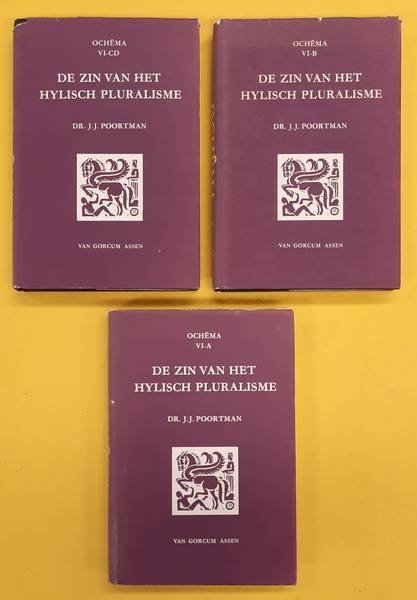 OCHÊMA
VI-CD
DE ZIN VAN HET
HYLISCH PLURALISME
DR. J.J. POORTMAN
VAN GORCUM ASSEN
OCHÊMA
VI-B
DE ZIN VAN HET
HYLISCH PLURALISME
DR. J.J. POORTMAN
VAN GORCUM ASSEN
OCHÊMA
VI-A
DE ZIN VAN HET
HYLISCH PLURALISME
DR. J.J. POORTMAN
VAN GORCUM ASSEN